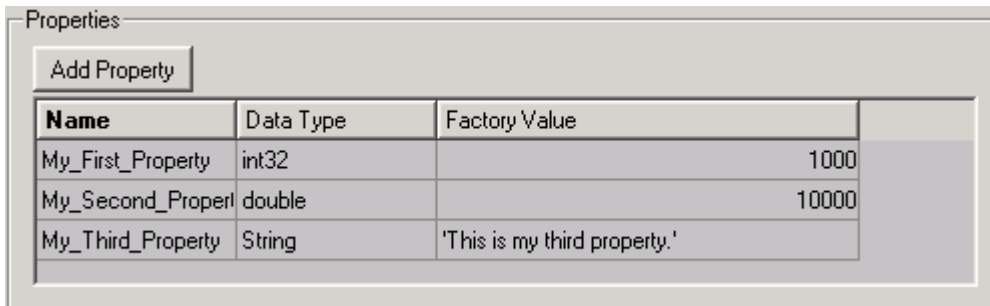 Properties
Add Property
Name Data Type Factory Value
My_First_Property int32 1000
My_Second_Propert double 10000
My_Third_Property String 'This is my third property.'